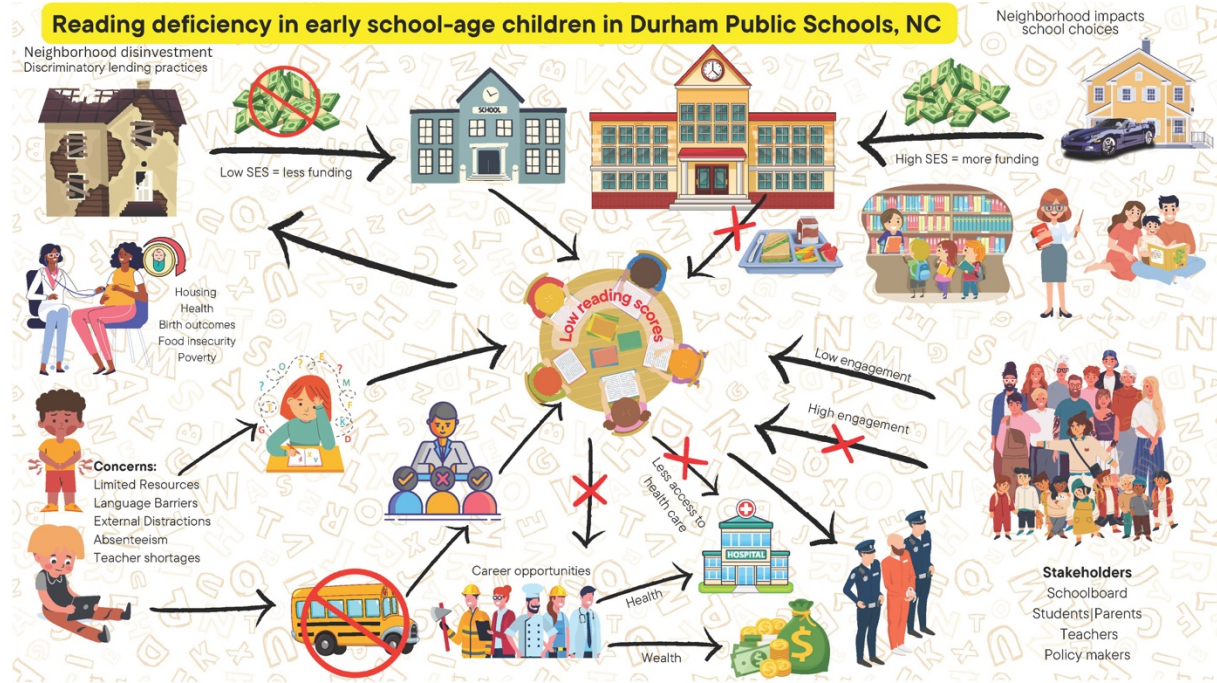 Reading deficiency in early school-age children in Durham Public Schools, NC
Neighborhood impacts
school choices
Neighborhood disinvestment
Discriminatory lending practices
Low SES = less funding
SCHOOL
High SES = more funding
Housing
Health
Birth outcomes
Food insecurity
Poverty
Low reading scores
Low engagement
High engagement
Concerns:
Limited Resources
Language Barriers
External Distractions
Absenteeism
Teacher shortages
Less access to
health care
HOSPITAL
Career opportunities
Health
Wealth
Stakeholders
Schoolboard
Students|Parents
Teachers
Policy makers